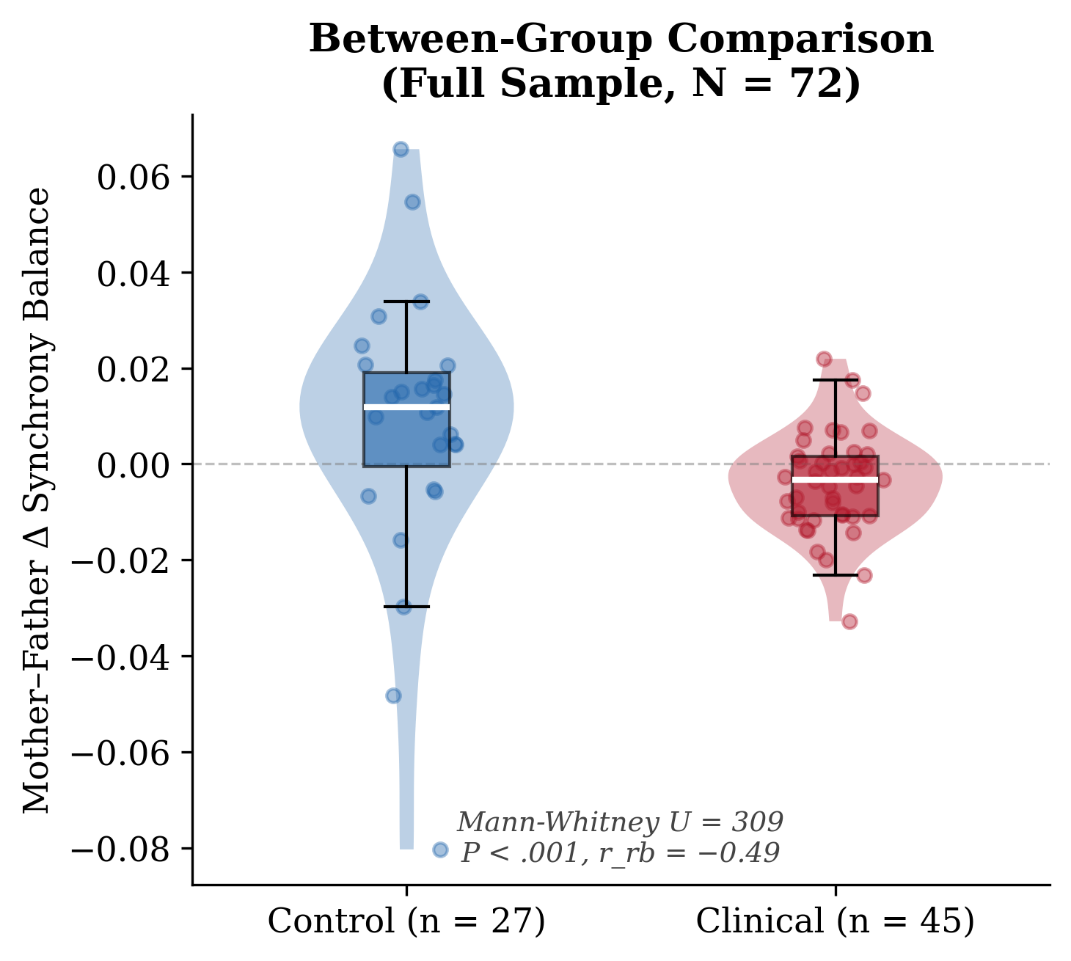 Between-Group Comparison
(Full Sample, N = 72)
Mother–Father Δ Synchrony Balance
0.06
0.04
0.02
0.00
−0.02
−0.04
−0.06
−0.08
Mann-Whitney U = 309
P < .001, r_rb = −0.49
Control (n = 27)
Clinical (n = 45)